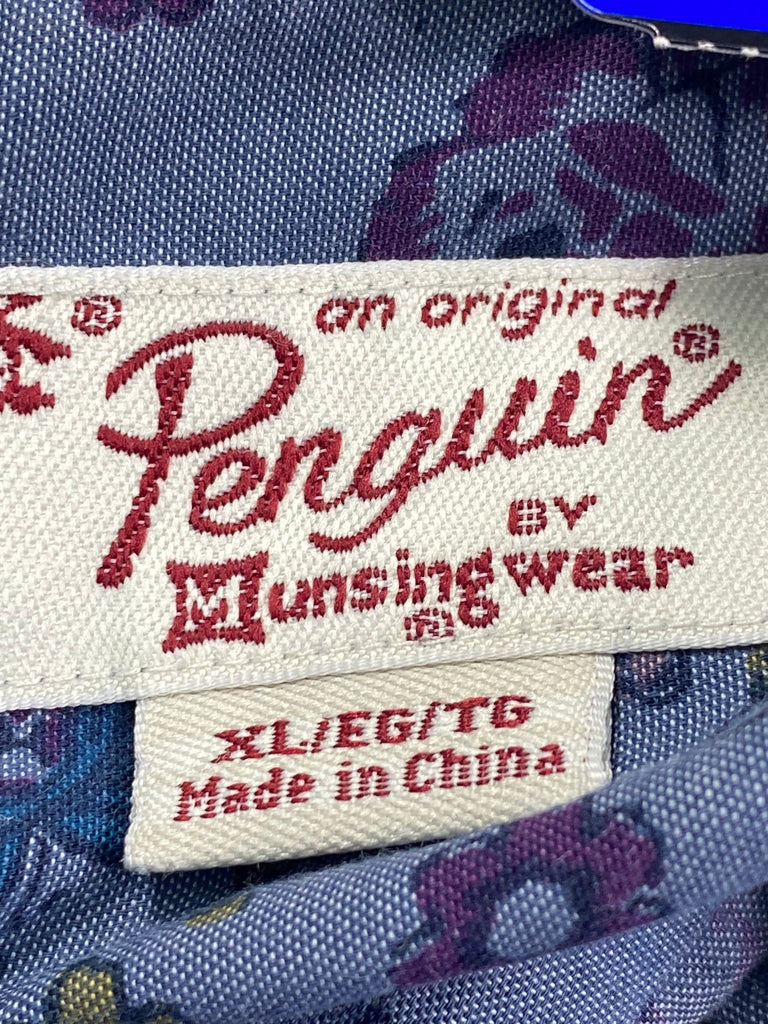 an original
Penguin®
BY
Munsingwear
®
XL/EG/TG
Made in China